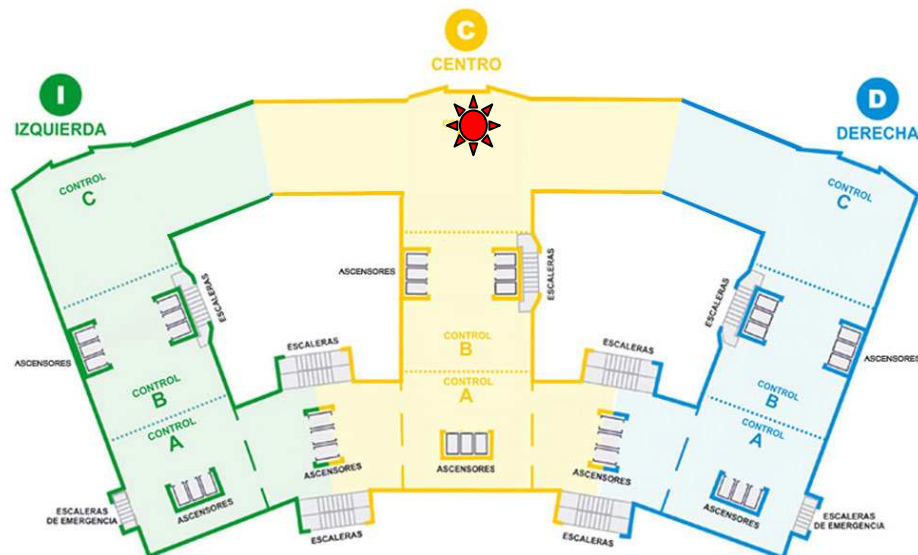 C
CENTRO
I
IZQUIERDA
D
DERECHA
CONTROL
C
CONTROL
C
ASCENSORES
ESCALERAS
ESCALERAS
ESCALERAS
ASCENSORES
ASCENSORES
CONTROL
B
CONTROL
B
CONTROL
B
ESCALERAS
ESCALERAS
CONTROL
A
CONTROL
A
CONTROL
A
ASCENSORES
ASCENSORES
ASCENSORES
ASCENSORES
ASCENSORES
ESCALERAS
DE EMERGENCIA
ESCALERAS
DE EMERGENCIA
ESCALERAS
ESCALERAS